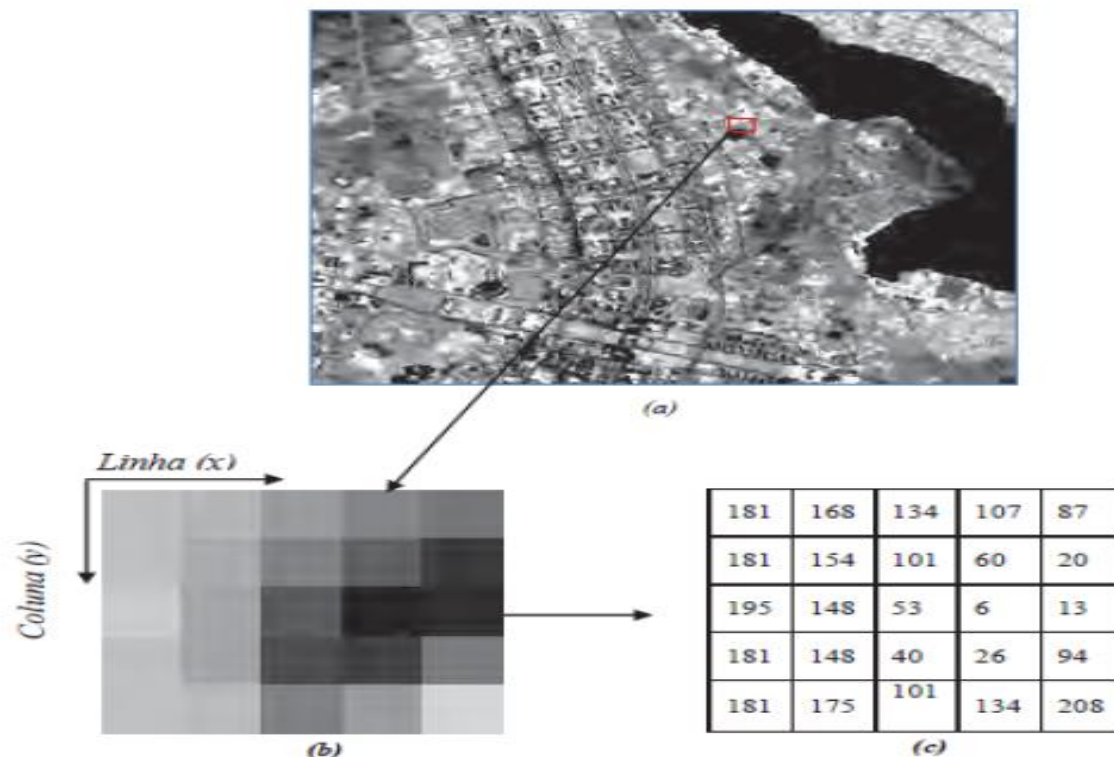 (a)
Linha (x)
Coluna (y)
181 168 134 107 87
181 154 101 60 20
195 148 53 6 13
181 148 40 26 94
181 175 101 134 208
(b)
(c)